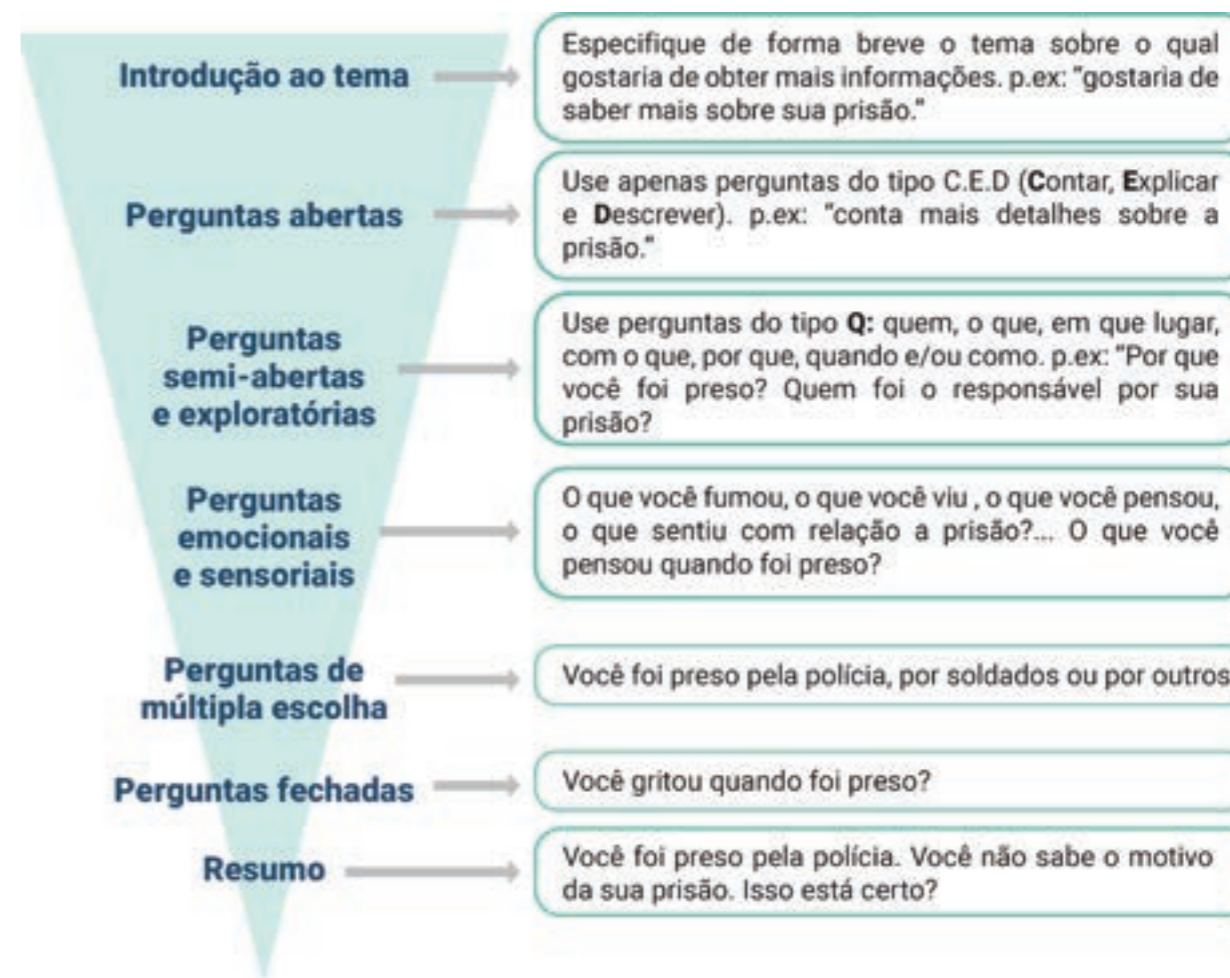 Introdução ao tema
Especifique de forma breve o tema sobre o qual
gostaria de obter mais informações. p.ex: “gostaria de
saber mais sobre sua prisão.”
Perguntas abertas
Use apenas perguntas do tipo C.E.D (Contar, Explicar
e Descrever). p.ex: “conta mais detalhes sobre a
prisão.”
Perguntas
semi-abertas
e exploratórias
Use perguntas do tipo Q: quem, o que, em que lugar,
com o que, por que, quando e/ou como. p.ex: “Por que
você foi preso? Quem foi o responsável por sua
prisão?
Perguntas
emocionais
e sensoriais
O que você fumou, o que você viu , o que você pensou,
o que sentiu com relação a prisão?... O que você
pensou quando foi preso?
Perguntas de
múltipla escolha
Você foi preso pela polícia, por soldados ou por outros
Perguntas fechadas
Você gritou quando foi preso?
Resumo
Você foi preso pela polícia. Você não sabe o motivo
da sua prisão. Isso está certo?